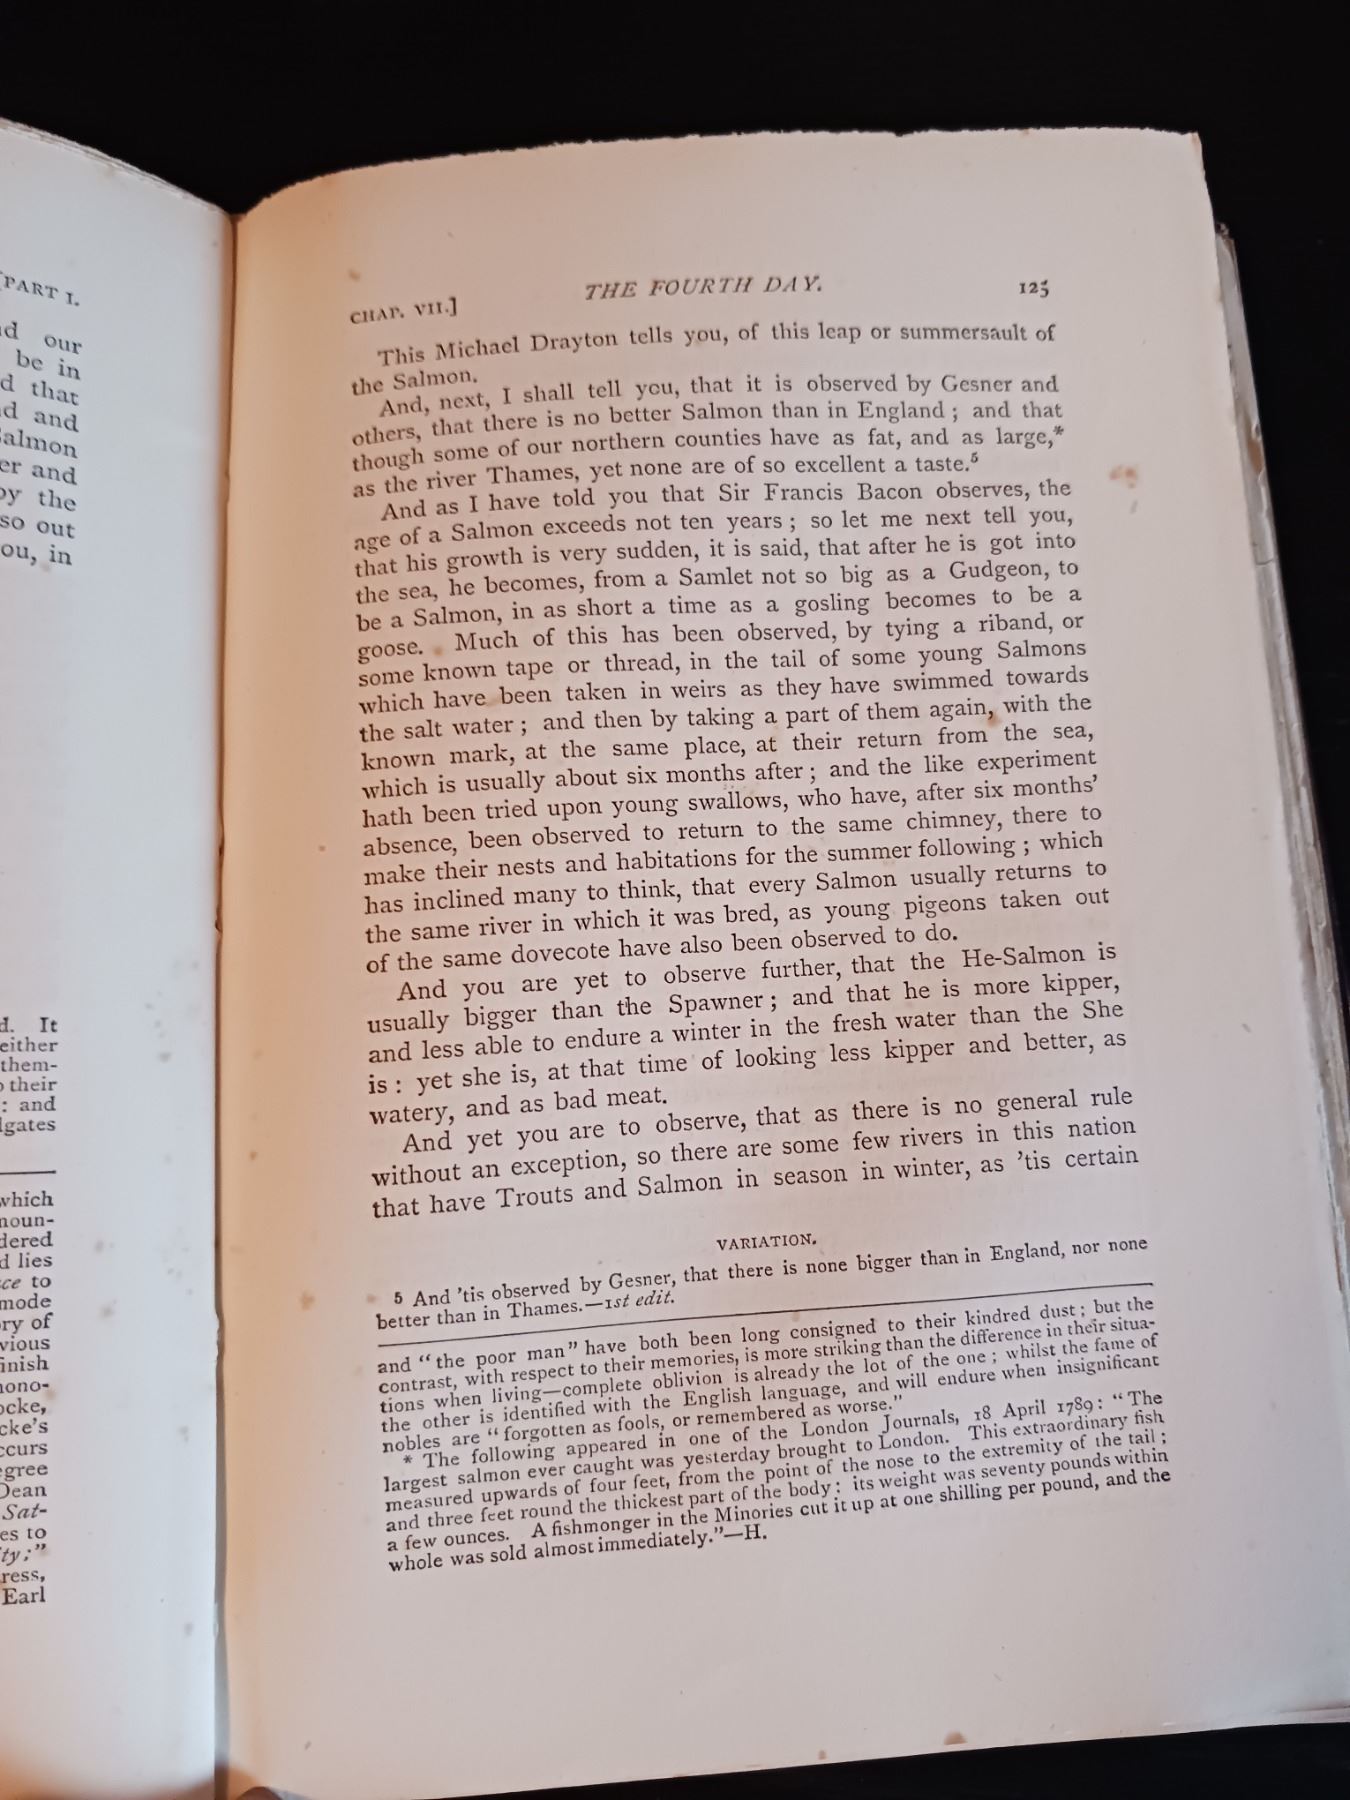 PART I.
our
be in
that
and
Salmon
and
by the
so out
you, in
It
either
them-
their
: and
which
lies
to
mode
of
Dean
Sat-
to
Earl
CHAP. VII.] THE FOURTH DAY. 125
This Michael Drayton tells you, of this leap or summersault of
the Salmon.
And, next, I shall tell you, that it is observed by Gesner and
others, that there is no better Salmon than in England; and that
though some of our northern counties have as fat, and as large,*
as the river Thames, yet none are of so excellent a taste.5
And as I have told you that Sir Francis Bacon observes, the
age of a Salmon exceeds not ten years; so let me next tell you,
that his growth is very sudden, it is said, that after he is got into
the sea, he becomes, from a Samlet not so big as a Gudgeon, to
be a Salmon, in as short a time as a gosling becomes to be a
goose. Much of this has been observed, by tying a riband, or
some known tape or thread, in the tail of some young Salmons
which have been taken in weirs as they have swimmed towards
the salt water; and then by taking a part of them again, with the
known mark, at the same place, at their return from the sea,
which is usually about six months after; and the like experiment
hath been tried upon young swallows, who have, after six months'
absence, been observed to return to the same chimney, there to
make their nests and habitations for the summer following; which
has inclined many to think, that every Salmon usually returns to
the same river in which it was bred, as young pigeons taken out
of the same dovecote have also been observed to do.
And you are yet to observe further, that the He-Salmon is
usually bigger than the Spawner; and that he is more kipper,
and less able to endure a winter in the fresh water than the She
is: yet she is, at that time of looking less kipper and better, as
watery, and as bad meat.
And yet you are to observe, that as there is no general rule
without an exception, so there are some few rivers in this nation
that have Trouts and Salmon in season in winter, as 'tis certain
VARIATION.
5 And 'tis observed by Gesner, that there is none bigger than in England, nor none
better than in Thames.—1st edit.
and "the poor man" have both been long consigned to their kindred dust; but the
contrast, with respect to their memories, is more striking than the difference in their situa-
tions when living—complete oblivion is already the lot of the one; whilst the fame of
the other is identified with the English language, and will endure when insignificant
nobles are "forgotten as fools, or remembered as worse."
* The following appeared in one of the London Journals, 18 April 1789: "The
largest salmon ever caught was yesterday brought to London. This extraordinary fish
measured upwards of four feet, from the point of the nose to the extremity of the tail;
and three feet round the thickest part of the body: its weight was seventy pounds within
a few ounces. A fishmonger in the Minories cut it up at one shilling per pound, and the
whole was sold almost immediately."—H.